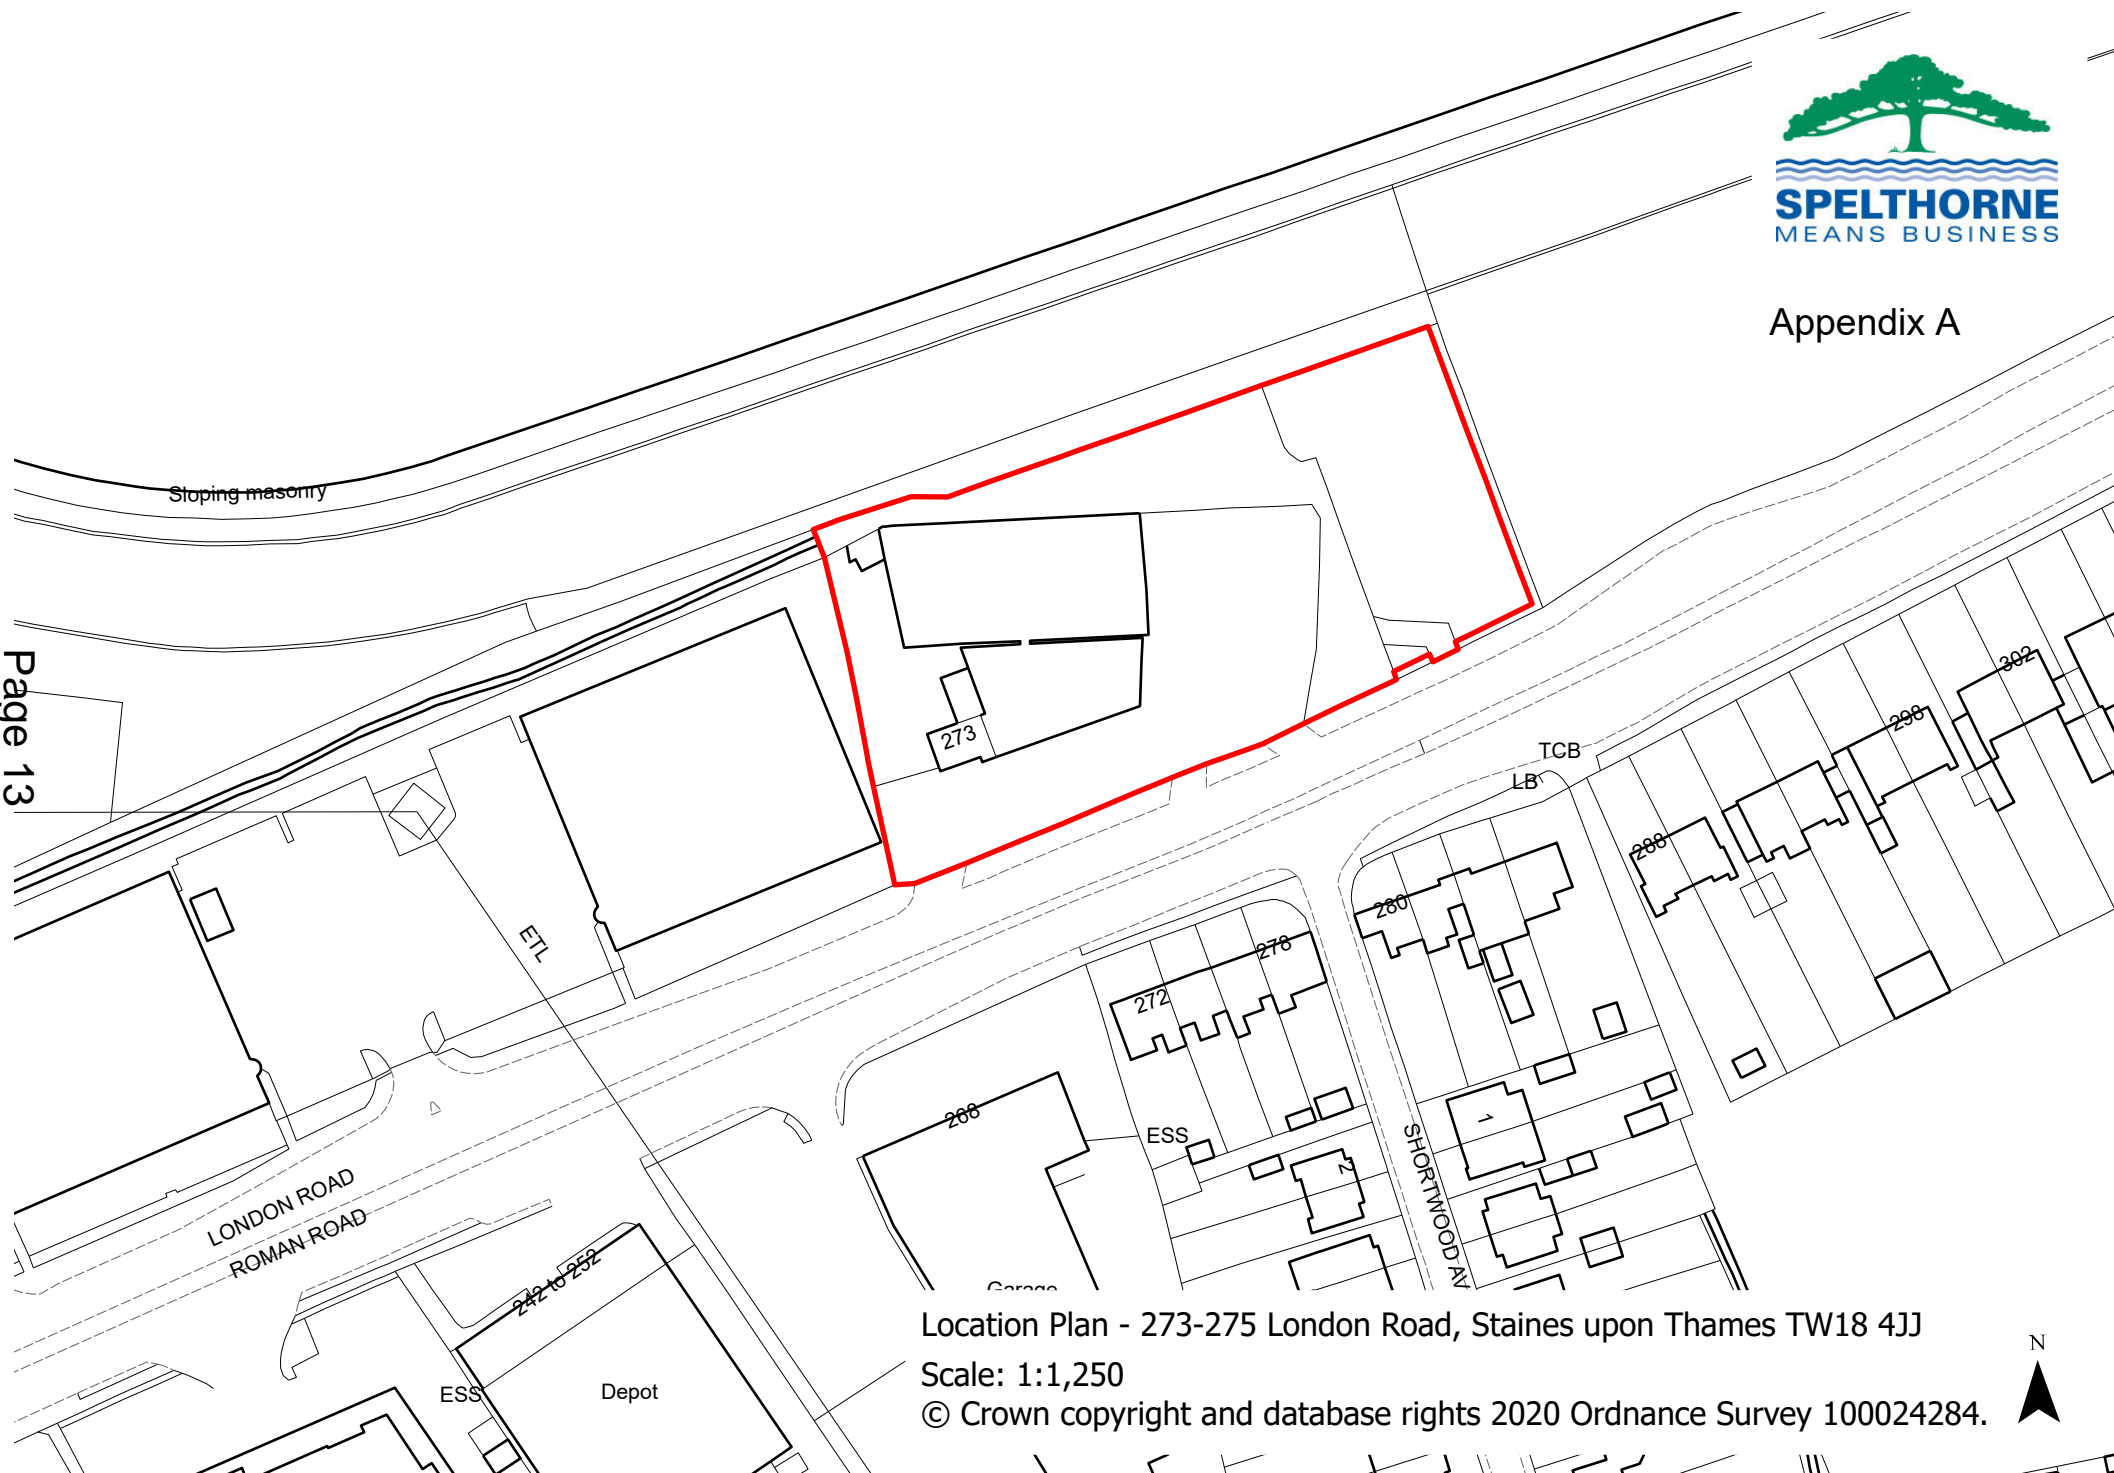 SPELTHORNE
MEANS BUSINESS
Appendix A
Sloping masonry
Page 13
273
302
298
TCB
LB
288
280
278
272
ETL
268
ESS
1
2
SHORTWOOD AV
LONDON ROAD
ROMAN ROAD
242 to 252
Garage
ESS
Depot
Location Plan - 273-275 London Road, Staines upon Thames TW18 4JJ
Scale: 1:1,250
© Crown copyright and database rights 2020 Ordnance Survey 100024284.
N